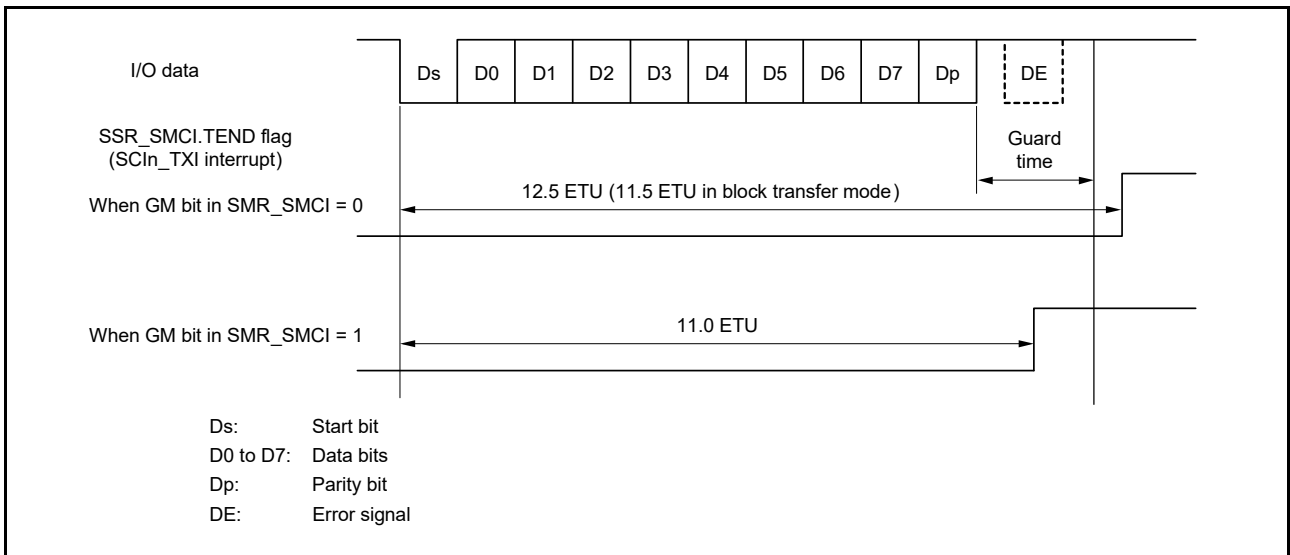 I/O data
Ds D0 D1 D2 D3 D4 D5 D6 D7 Dp DE
SSR_SMCI.TEND flag
(SCIn_TXI interrupt)
Guard
time
When GM bit in SMR_SMCI = 0
12.5 ETU (11.5 ETU in block transfer mode)
When GM bit in SMR_SMCI = 1
11.0 ETU
Ds: Start bit
D0 to D7: Data bits
Dp: Parity bit
DE: Error signal